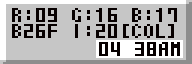 R:09 G:16 B:17
B26F I:20[COL]
04 38AM